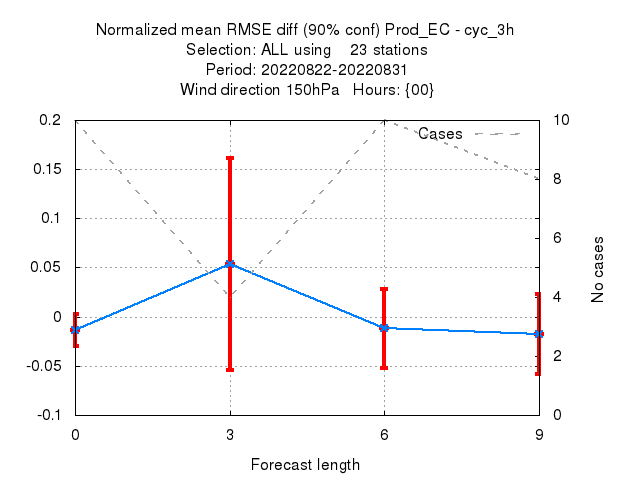 Normalized mean RMSE diff (90% conf) Prod_EC - cyc_3h
Selection: ALL using    23 stations
Period: 20220822-20220831
Wind direction 150hPa   Hours: {00}
Cases
0.2
0.15
0.1
0.05
0
-0.05
-0.1
10
8
6
4
2
0
No cases
0 3 6 9
Forecast length